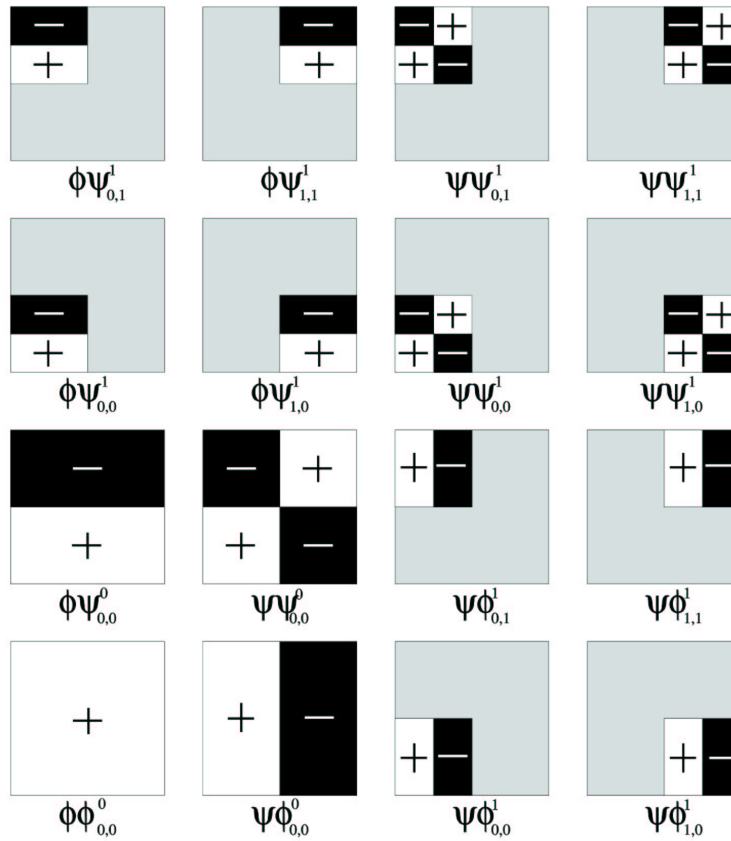 − − − + − +
+ + + − + −
ϕψ¹₀,₁ ϕψ¹₁,₁ ψψ¹₀,₁ ψψ¹₁,₁
− − − + − +
+ + + − + −
ϕψ¹₀,₀ ϕψ¹₁,₀ ψψ¹₀,₀ ψψ¹₁,₀
− − + + − + −
+ + −
ϕψ⁰₀,₀ ψψ⁰₀,₀ ψϕ¹₀,₁ ψϕ¹₁,₁
+ + − + − + −
ϕϕ⁰₀,₀ ψϕ⁰₀,₀ ψϕ¹₀,₀ ψϕ¹₁,₀